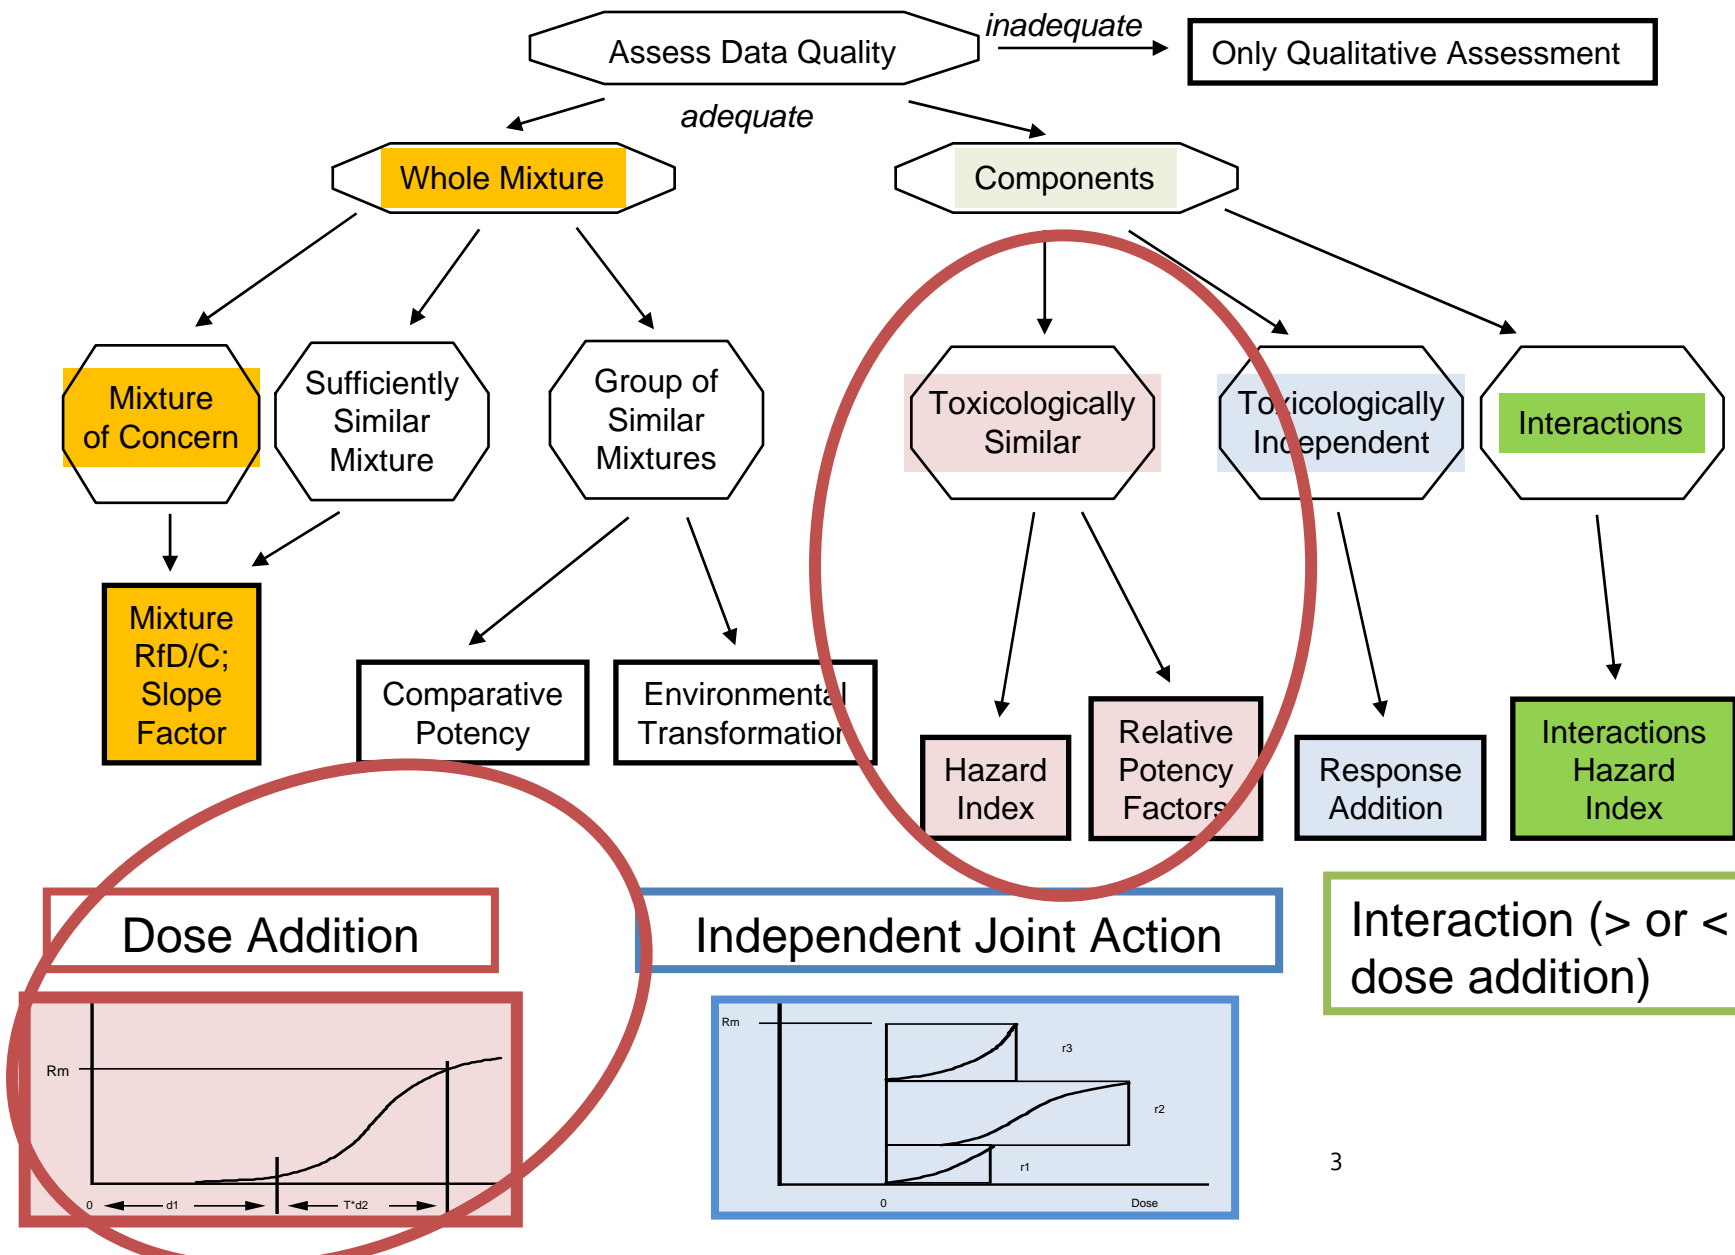 Assess Data Quality
inadequate
Only Qualitative Assessment
adequate
Whole Mixture
Components
Mixture
of Concern
Sufficiently
Similar
Mixture
Group of
Similar
Mixtures
Toxicologically
Similar
Toxicologically
Independent
Interactions
Mixture
RfD/C;
Slope
Factor
Comparative
Potency
Environmental
Transformation
Hazard
Index
Relative
Potency
Factors
Response
Addition
Interactions
Hazard
Index
Dose Addition
Independent Joint Action
Interaction (> or <
dose addition)
Rm
0
d1
T*d2
Rm
r3
r2
r1
0
Dose
3